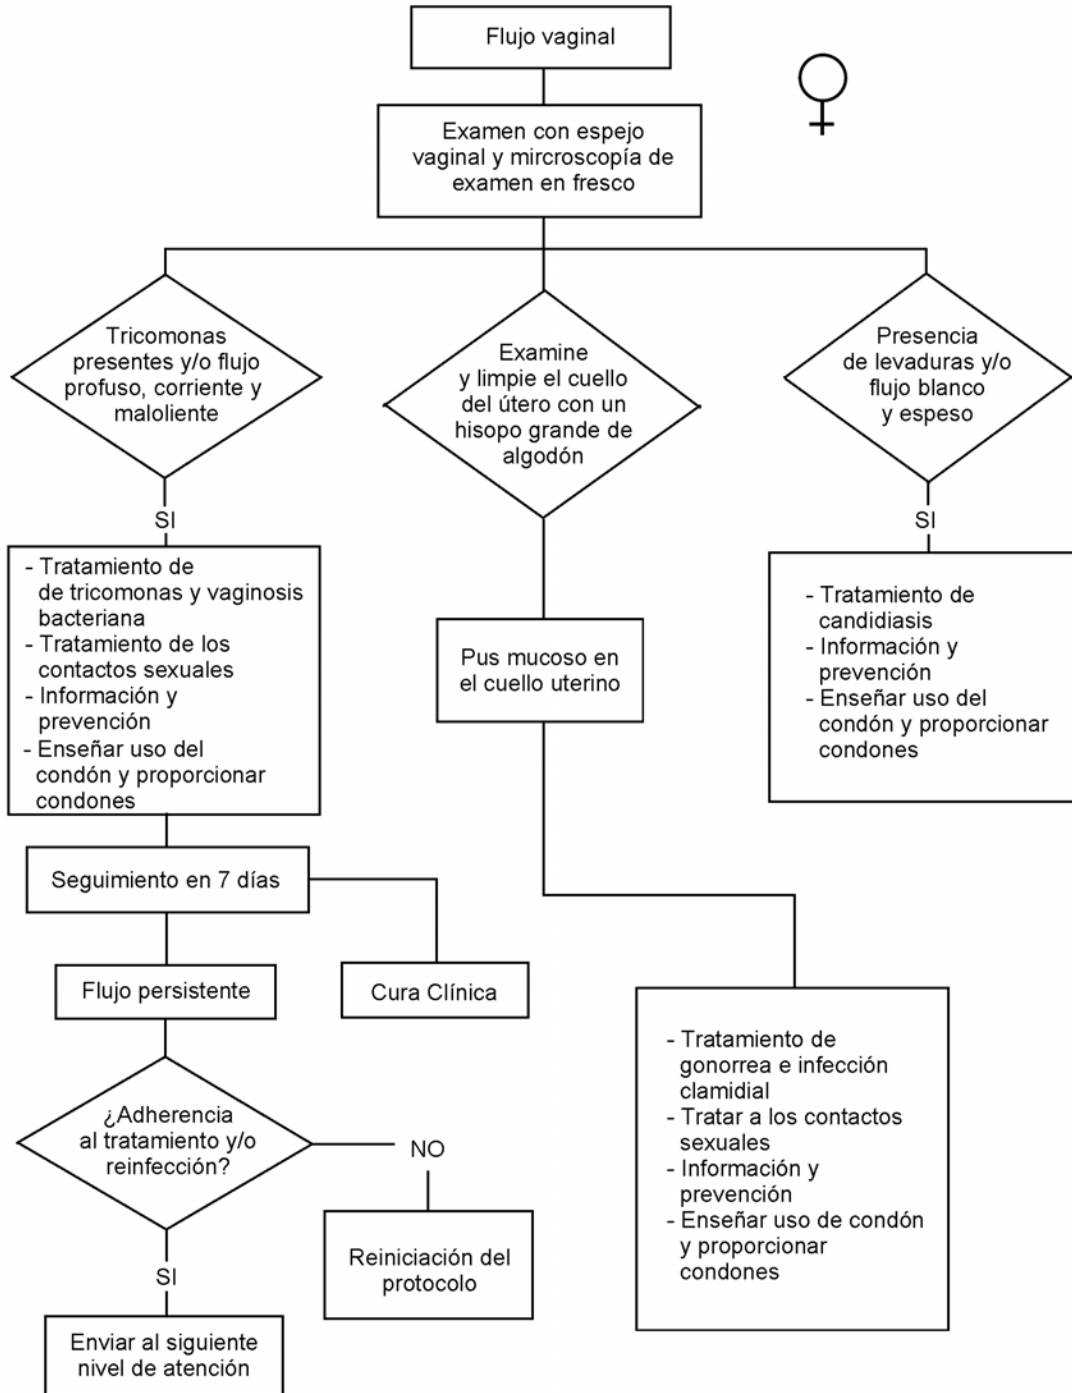 Flujo vaginal
Examen con espejo
vaginal y mircroscopía de
examen en fresco
Tricomonas
presentes y/o flujo
profuso, corriente y
maloliente
Examine
y limpie el cuello
del útero con un
hisopo grande de
algodón
Presencia
de levaduras y/o
flujo blanco
y espeso
SI
SI
- Tratamiento de
de tricomonas y vaginosis
bacteriana
- Tratamiento de los
contactos sexuales
- Información y
prevención
- Enseñar uso del
condón y proporcionar
condones
Pus mucoso en
el cuello uterino
- Tratamiento de
candidiasis
- Información y
prevención
- Enseñar uso del
condón y proporcionar
condones
Seguimiento en 7 días
Flujo persistente
Cura Clínica
¿Adherencia
al tratamiento y/o
reinfección?
NO
Reiniciación del
protocolo
SI
Enviar al siguiente
nivel de atención
- Tratamiento de
gonorrea e infección
clamidial
- Tratar a los contactos
sexuales
- Información y
prevención
- Enseñar uso de condón
y proporcionar
condones